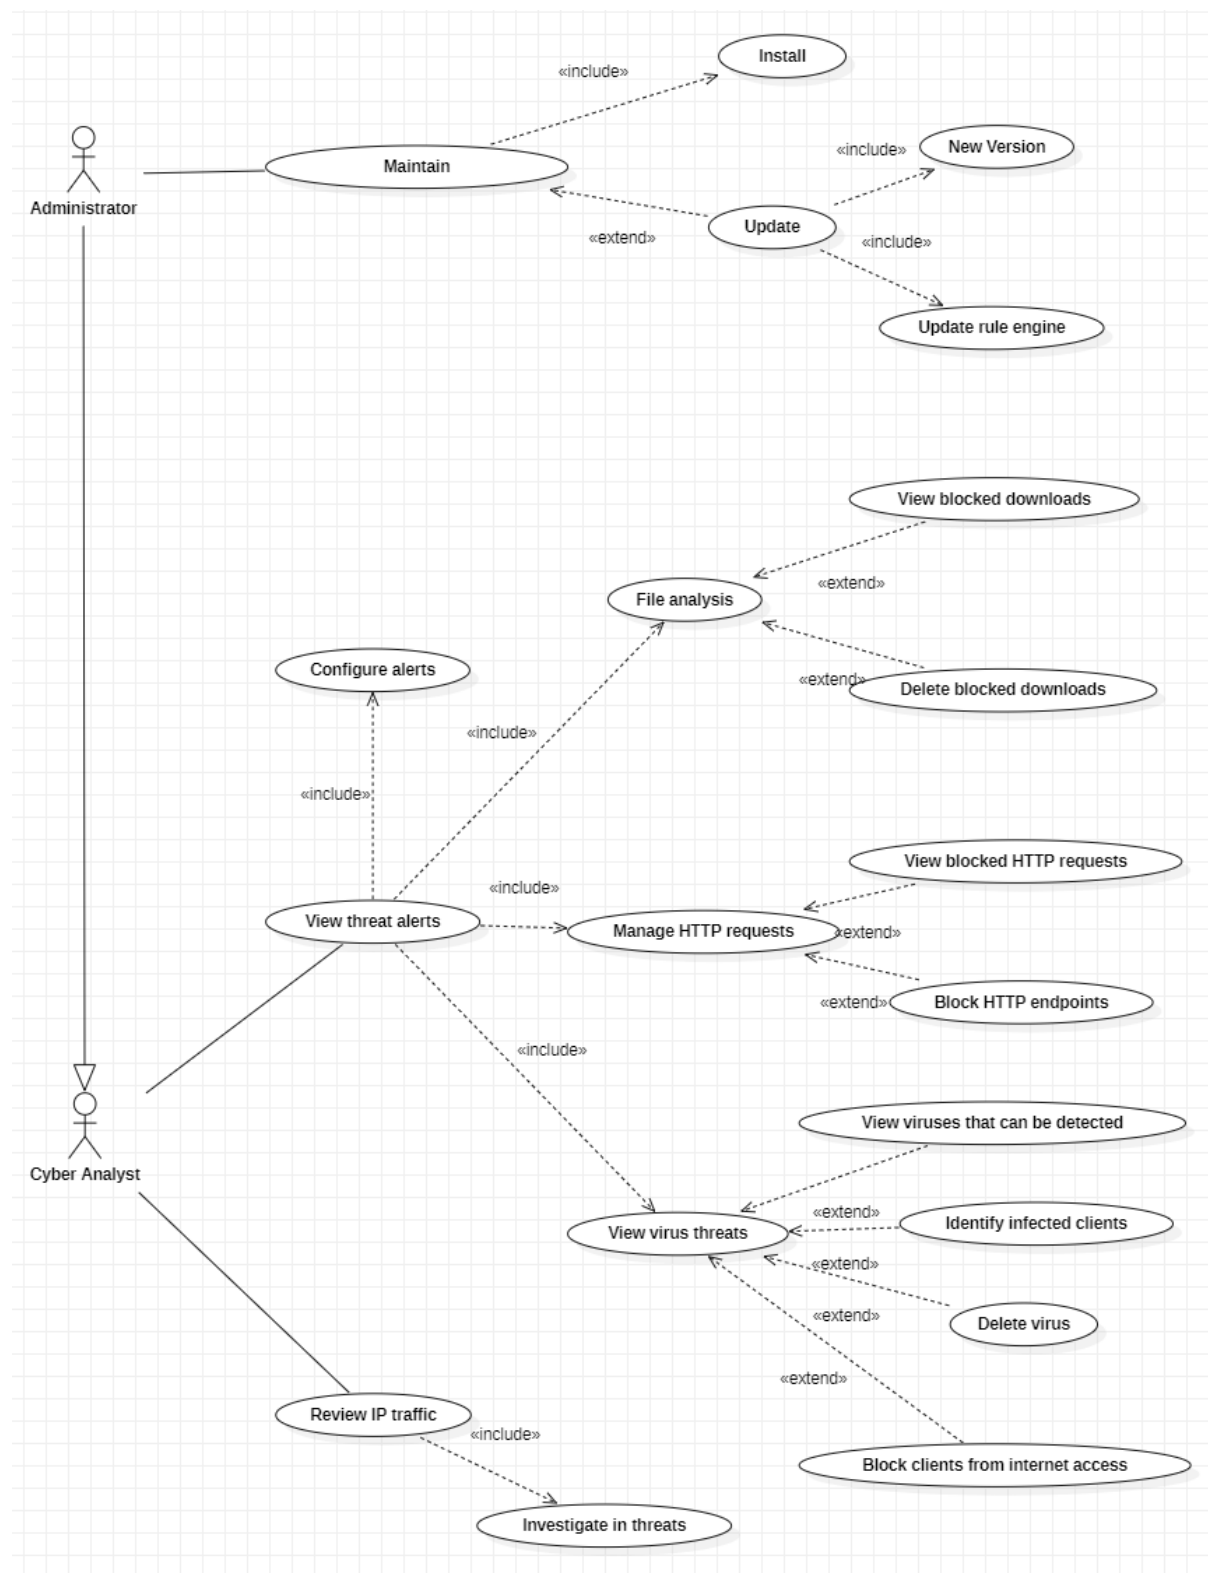 Install
«include»
New Version
«include»
Maintain
Administrator
Update
«extend»
«include»
Update rule engine
View blocked downloads
«extend»
File analysis
Configure alerts
«extend»
Delete blocked downloads
«include»
«include»
View blocked HTTP requests
«include»
View threat alerts
Manage HTTP requests
«extend»
«extend»
Block HTTP endpoints
«include»
View viruses that can be detected
Cyber Analyst
«extend»
Identify infected clients
View virus threats
«extend»
«extend»
Delete virus
«extend»
Review IP traffic
«include»
Block clients from internet access
Investigate in threats